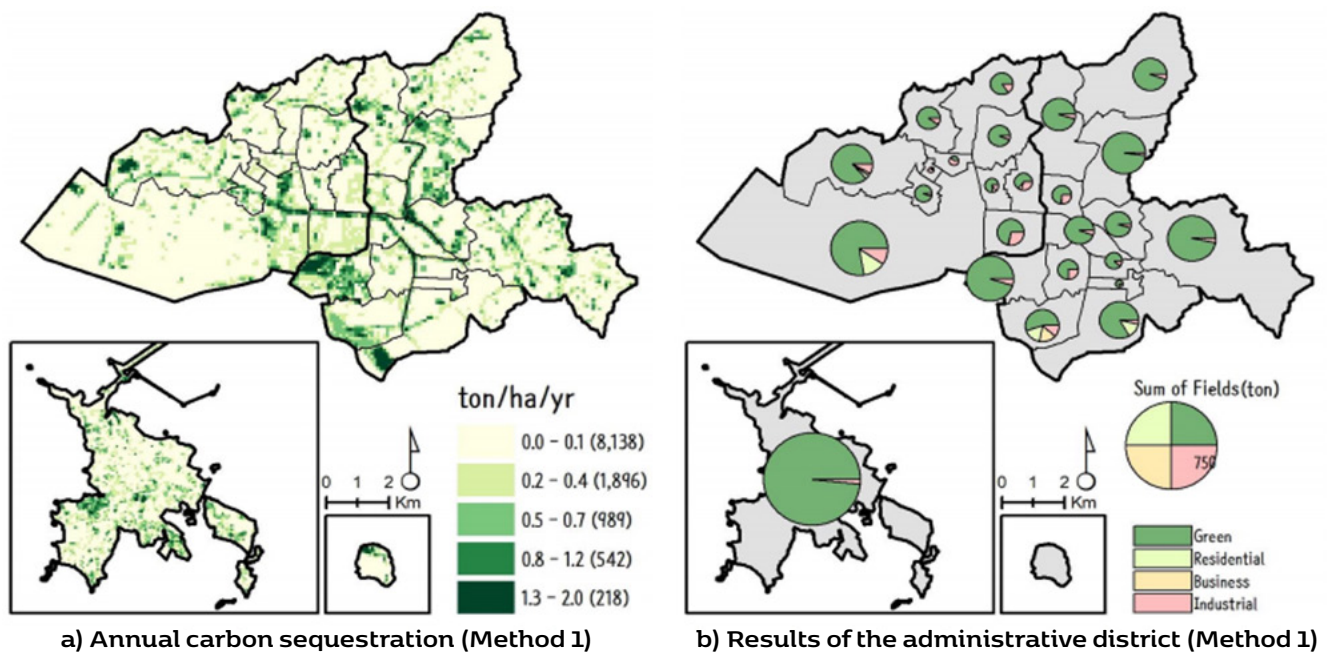 ton/ha/yr
0.0 - 0.1 (8,138)
0.2 - 0.4 (1,896)
0.5 - 0.7 (989)
0.8 - 1.2 (542)
1.3 - 2.0 (218)
0 1 2
Km
a) Annual carbon sequestration (Method 1)
Sum of Fields(ton)
750
0 1 2
Km
Green
Residential
Business
Industrial
b) Results of the administrative district (Method 1)